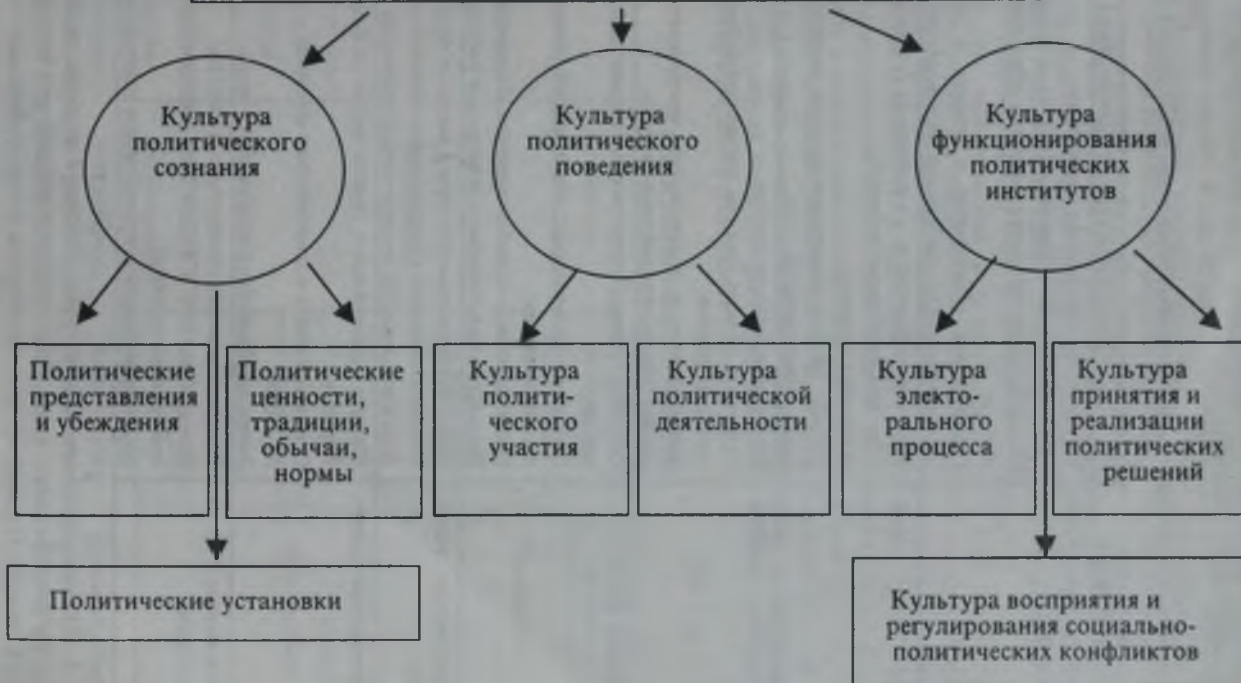 Культура
политического
сознания
Культура
политического
поведения
Культура
функционирования
политических
институтов
Политические
представления
и убеждения
Политические
ценности,
традиции,
обычаи,
нормы
Культура
полити-
ческого
участия
Культура
политической
деятельности
Культура
электо-
рального
процесса
Культура
принятия и
реализации
политических
решений
Политические установки
Культура восприятия и
регулирования социально-
политических конфликтов